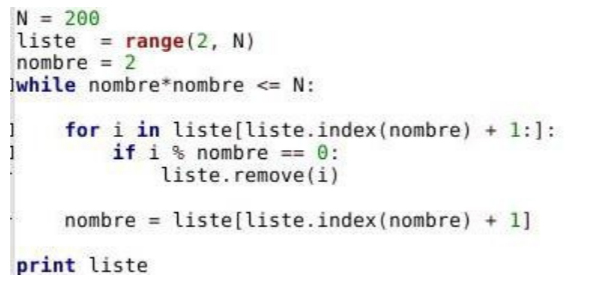 N = 200
liste  = range(2, N)
nombre = 2
while nombre*nombre <= N:
    for i in liste[liste.index(nombre) + 1:]:
        if i % nombre == 0:
            liste.remove(i)
    nombre = liste[liste.index(nombre) + 1]
print liste